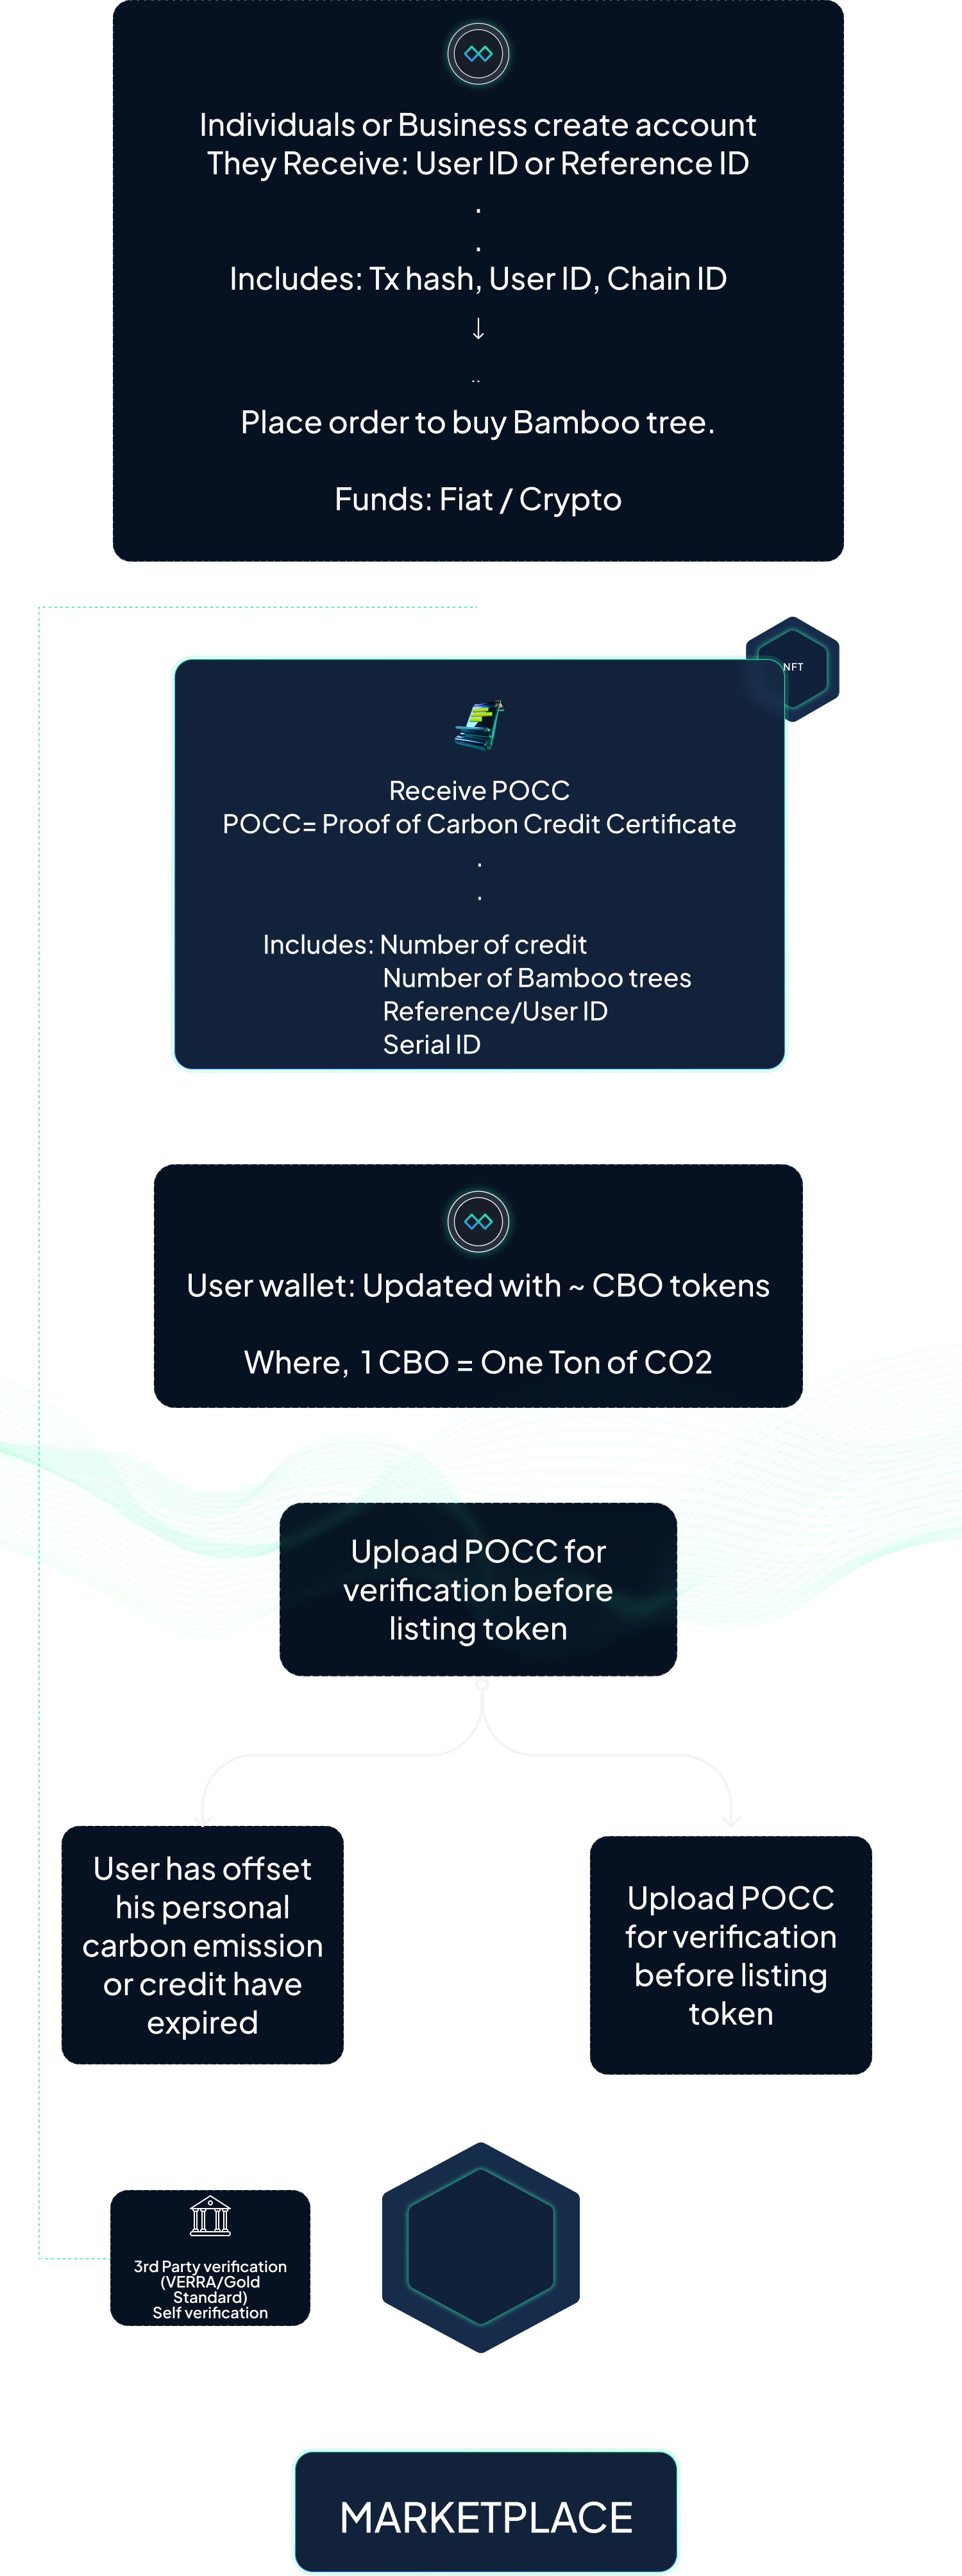 Individuals or Business create account
They Receive: User ID or Reference ID
.
.
Includes: Tx hash, User ID, Chain ID
↓
..
Place order to buy Bamboo tree.
Funds: Fiat / Crypto
NFT
Receive POCC
POCC= Proof of Carbon Credit Certificate
.
.
Includes: Number of credit
Number of Bamboo trees
Reference/User ID
Serial ID
User wallet: Updated with ~ CBO tokens
Where, 1 CBO = One Ton of CO2
Upload POCC for
verification before
listing token
User has offset
his personal
carbon emission
or credit have
expired
Upload POCC
for verification
before listing
token
3rd Party verification
(VERRA/Gold
Standard)
Self verification
MARKETPLACE